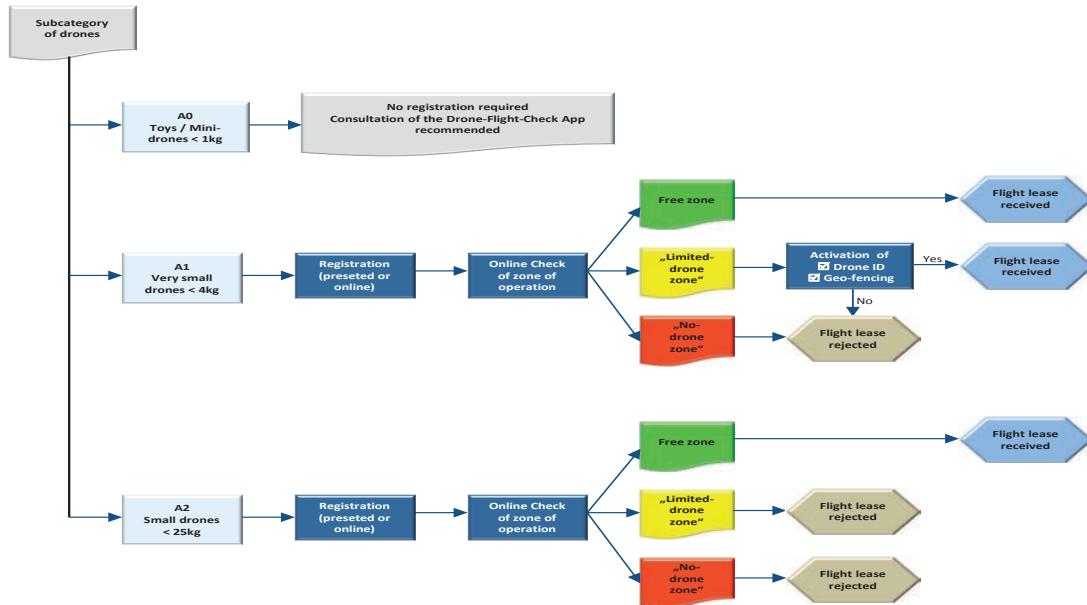 Subcategory
of drones
A0
Toys / Mini-
drones < 1kg
No registration required
Consultation of the Drone-Flight-Check App
recommended
A1
Very small
drones < 4kg
Registration
(preseted or
online)
Online Check
of zone of
operation
Free zone
Flight lease
received
„Limited-
drone
zone“
Activation of
☑ Drone ID
☑ Geo-fencing
Yes
Flight lease
received
No
„No-
drone
zone“
Flight lease
rejected
A2
Small drones
< 25kg
Registration
(preseted or
online)
Online Check
of zone of
operation
Free zone
Flight lease
received
„Limited-
drone
zone“
Flight lease
rejected
„No-
drone
zone“
Flight lease
rejected